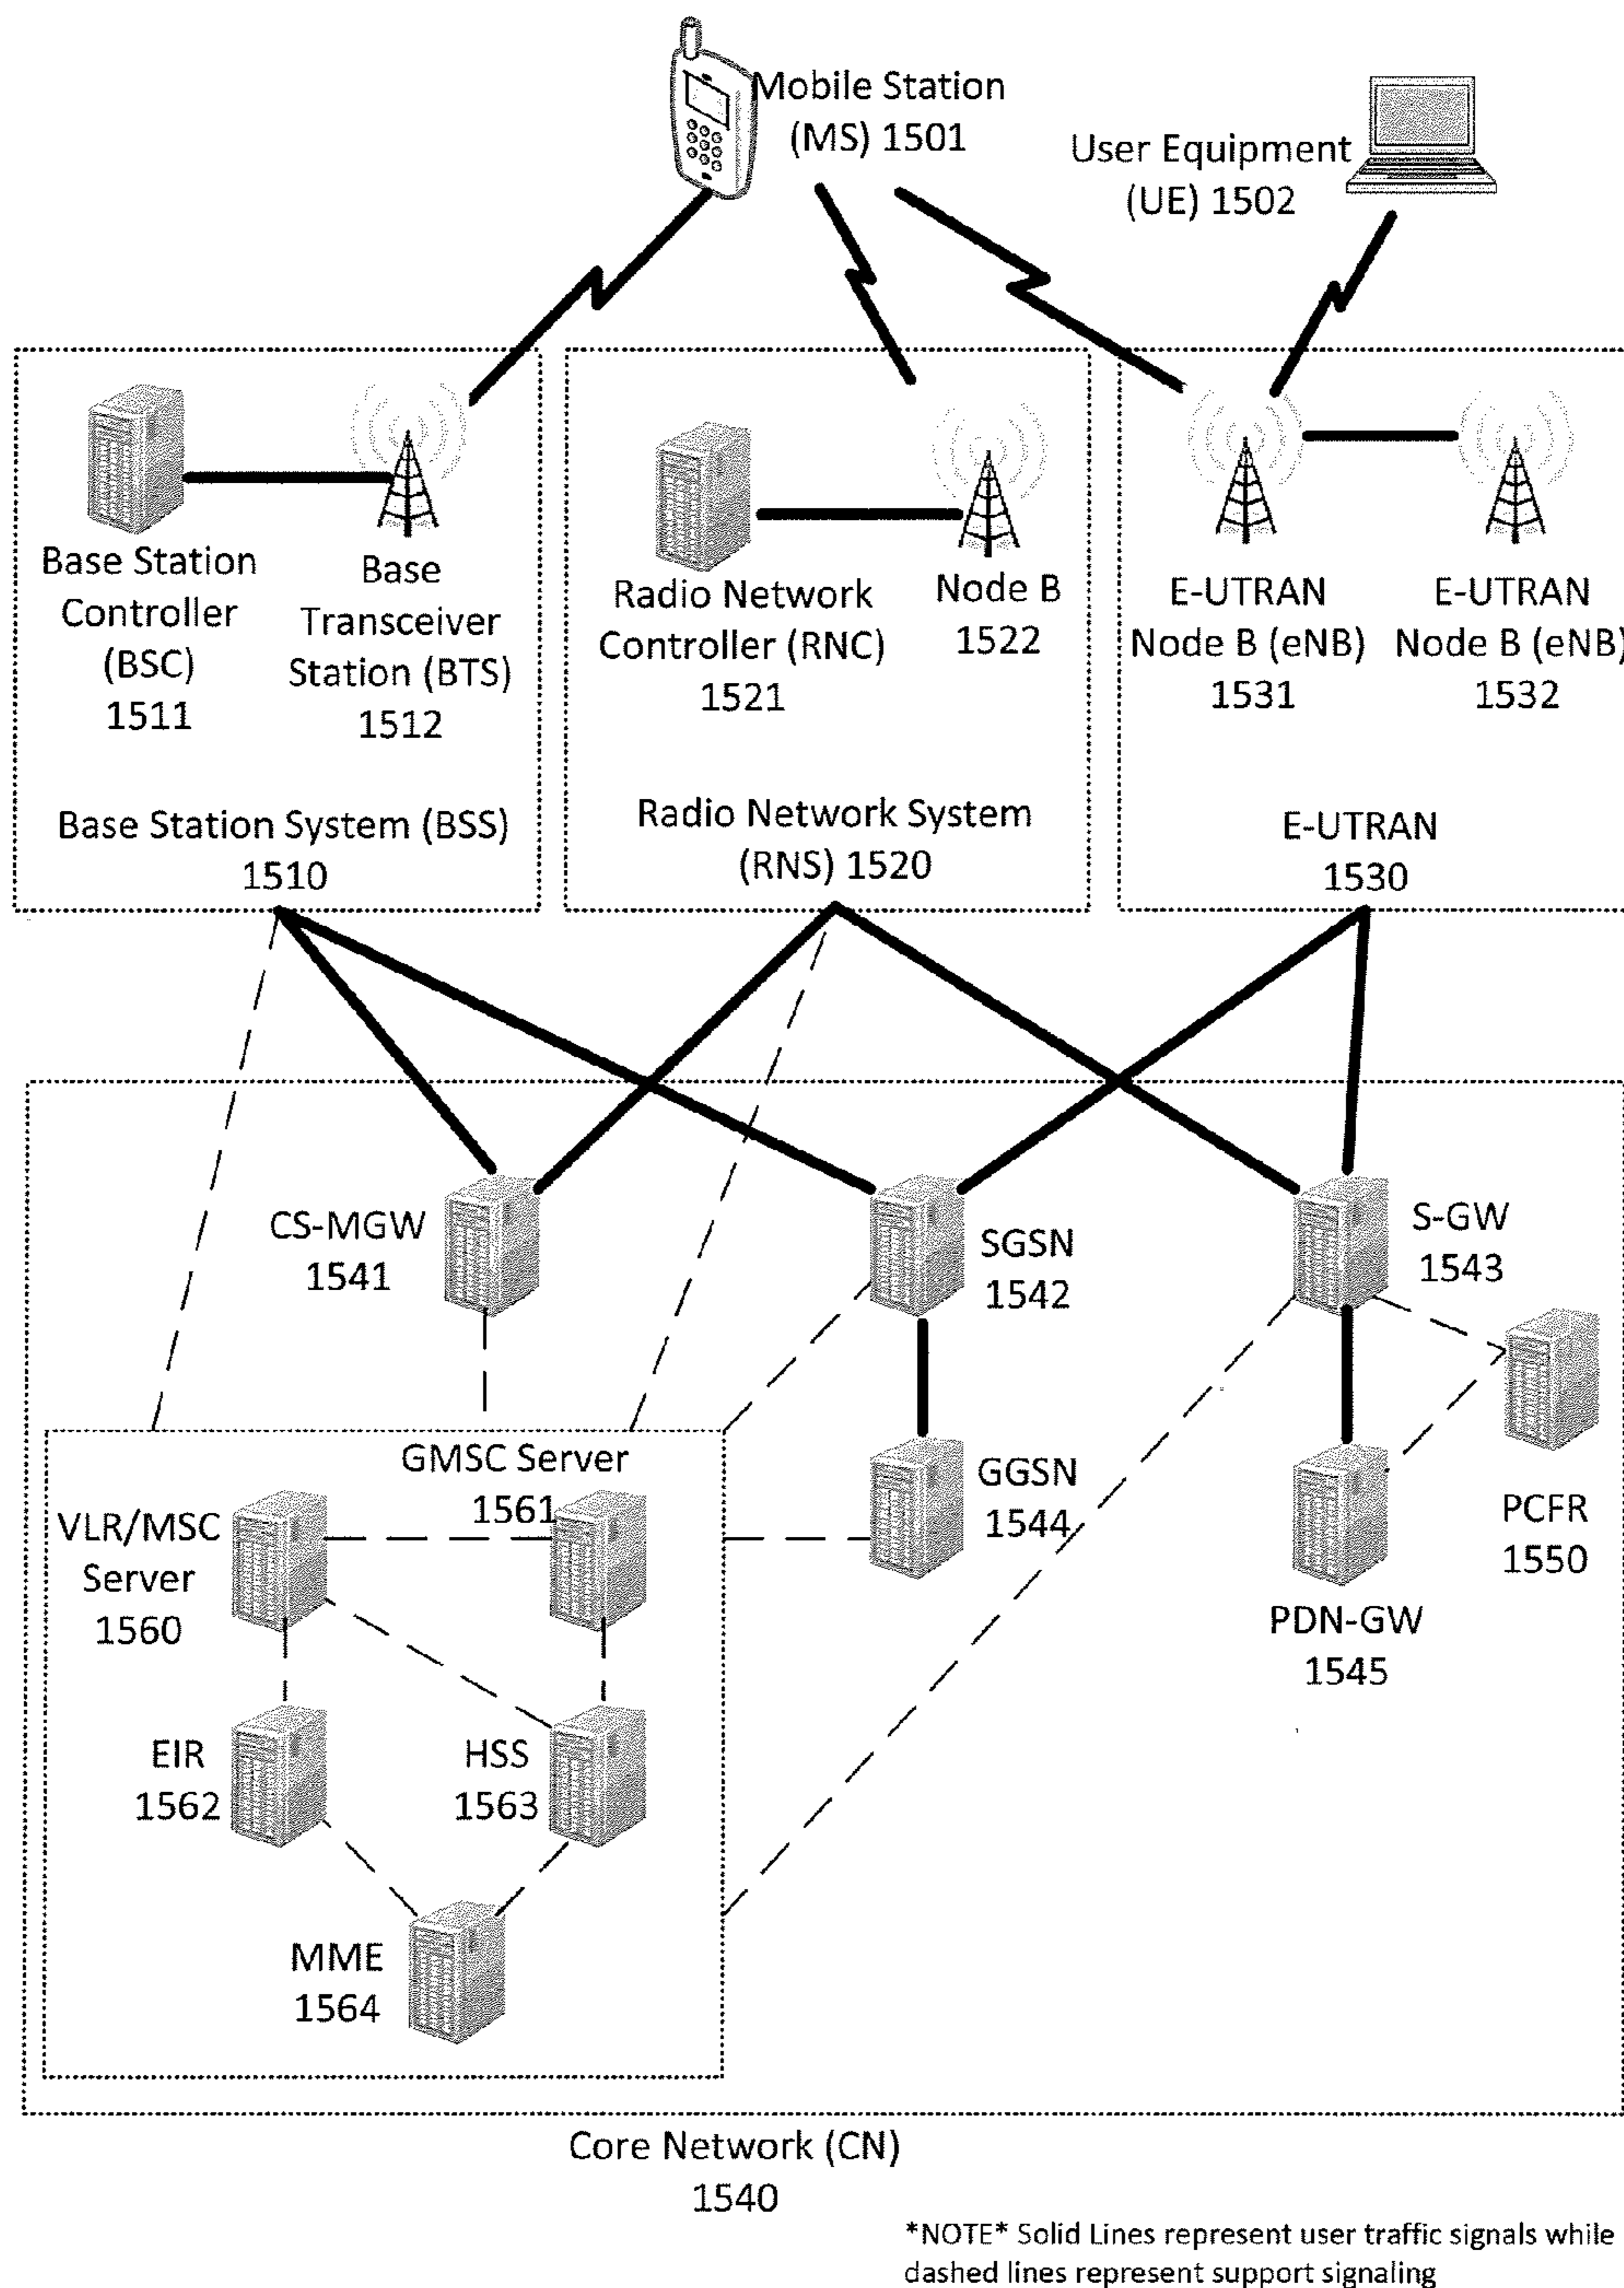 Mobile Station
(MS) 1501
User Equipment
(UE) 1502
Base Station
Controller
(BSC)
1511
Base
Transceiver
Station (BTS)
1512
Base Station System (BSS)
1510
Radio Network
Controller (RNC)
1521
Node B
1522
Radio Network System
(RNS) 1520
E-UTRAN
Node B (eNB)
1531
E-UTRAN
Node B (eNB)
1532
E-UTRAN
1530
CS-MGW
1541
SGSN
1542
S-GW
1543
GGSN
1544
PDN-GW
1545
PCFR
1550
GMSC Server
1561
VLR/MSC
Server
1560
EIR
1562
HSS
1563
MME
1564
Core Network (CN)
1540
*NOTE* Solid Lines represent user traffic signals while
dashed lines represent support signaling